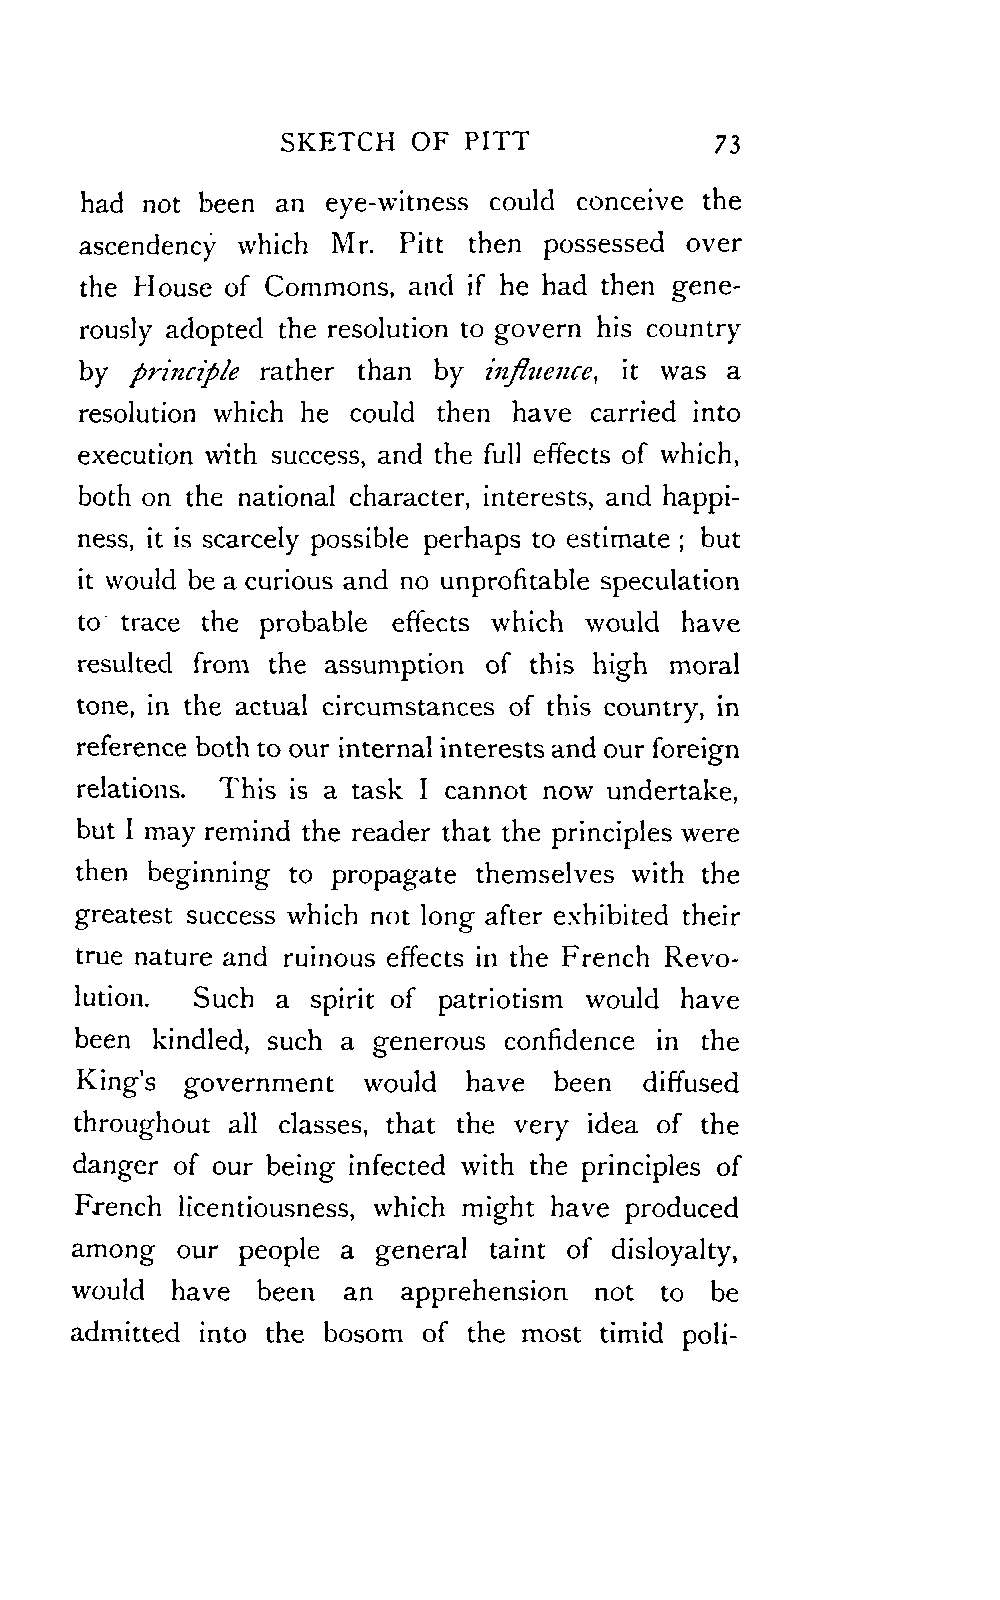 SKETCH OF PITT 73
had not been an eye-witness could conceive the
ascendency which Mr. Pitt then possessed over
the House of Commons, and if he had then gene-
rously adopted the resolution to govern his country
by principle rather than by influence, it was a
resolution which he could then have carried into
execution with success, and the full effects of which,
both on the national character, interests, and happi-
ness, it is scarcely possible perhaps to estimate ; but
it would be a curious and no unprofitable speculation
to trace the probable effects which would have
resulted from the assumption of this high moral
tone, in the actual circumstances of this country, in
reference both to our internal interests and our foreign
relations. This is a task I cannot now undertake,
but I may remind the reader that the principles were
then beginning to propagate themselves with the
greatest success which not long after exhibited their
true nature and ruinous effects in the French Revo-
lution. Such a spirit of patriotism would have
been kindled, such a generous confidence in the
King's government would have been diffused
throughout all classes, that the very idea of the
danger of our being infected with the principles of
French licentiousness, which might have produced
among our people a general taint of disloyalty,
would have been an apprehension not to be
admitted into the bosom of the most timid poli-